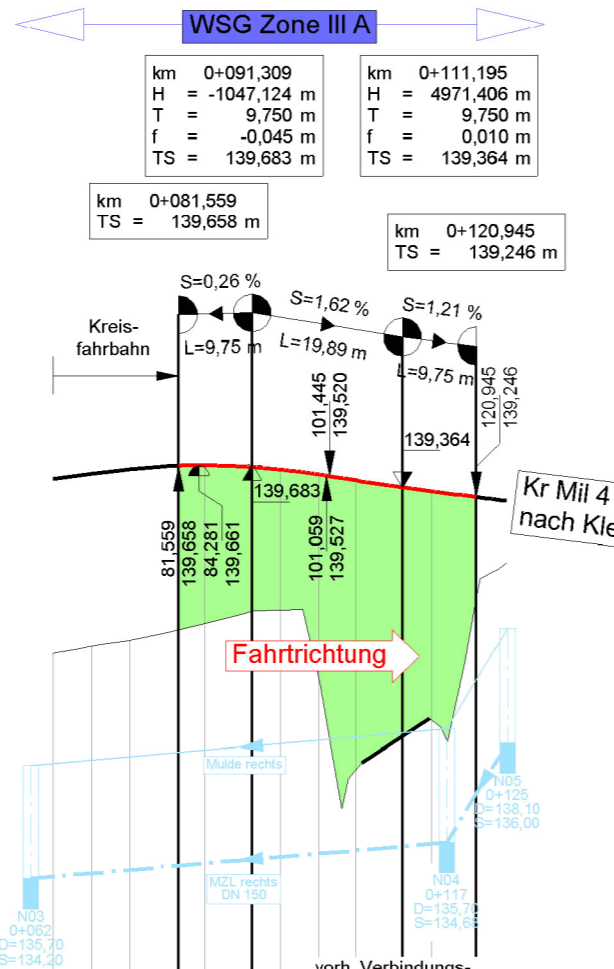 WSG Zone III A
km 0+091,309
H = -1047,124 m
T = 9,750 m
f = -0,045 m
TS = 139,683 m
km 0+111,195
H = 4971,406 m
T = 9,750 m
f = 0,010 m
TS = 139,364 m
km 0+081,559
TS = 139,658 m
km 0+120,945
TS = 139,246 m
S=0,26 %
S=1,62 %
S=1,21 %
Kreis-
fahrbahn
L=9,75 m
L=19,89 m
L=9,75 m
101,445
139,520
120,945
139,246
139,364
139,683
81,559
139,658
84,281
139,661
101,059
139,527
Kr Mil 4
nach Kle
Fahrtrichtung
Mulde rechts
N05
0+125
D=138,10
S=136,00
MZL rechts
DN 150
N04
0+117
D=135,70
N03
0+062
D=135,70
S=134,20
vorh. Verbindungs-